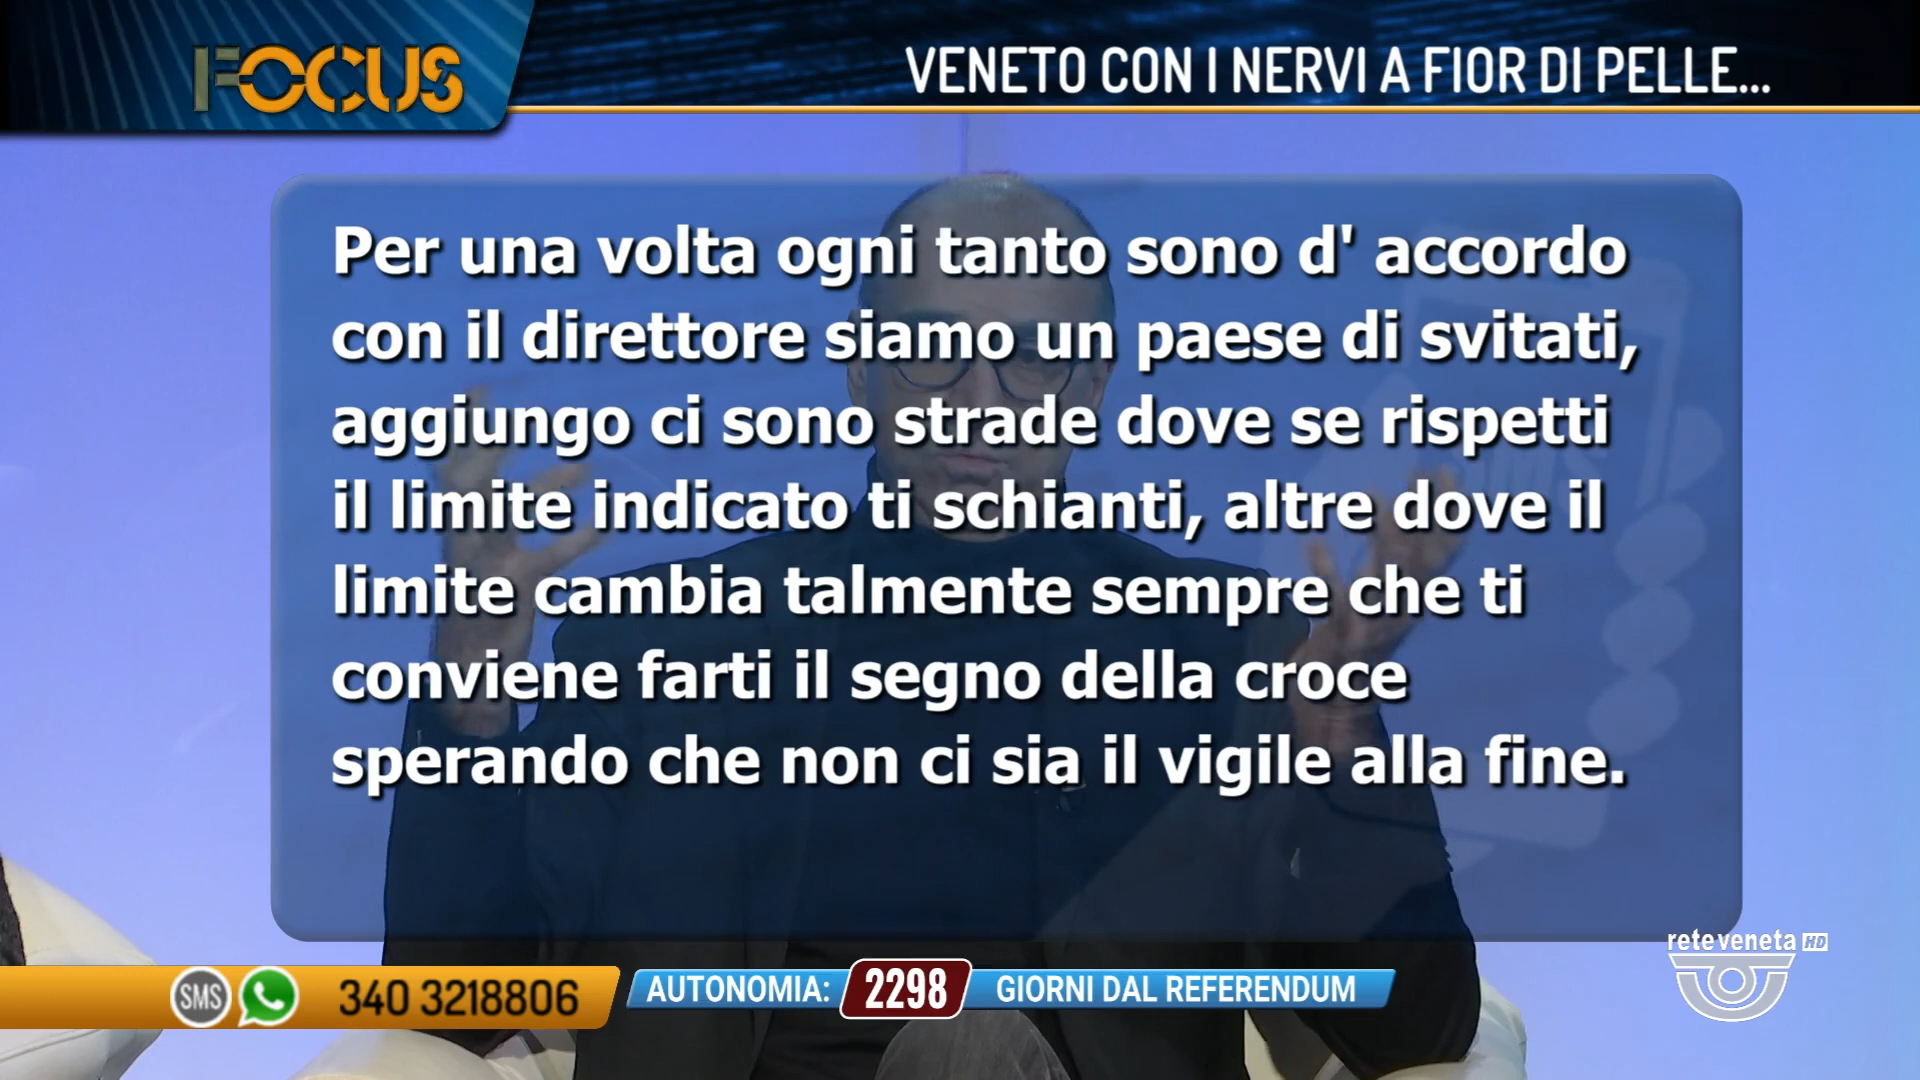 FOCUS
VENETO CON I NERVI A FIOR DI PELLE...
Per una volta ogni tanto sono d' accordo
con il direttore siamo un paese di svitati,
aggiungo ci sono strade dove se rispetti
il limite indicato ti schianti, altre dove il
limite cambia talmente sempre che ti
conviene farti il segno della croce
sperando che non ci sia il vigile alla fine.
reteveneta HD
SMS 340 3218806
AUTONOMIA: 2298 GIORNI DAL REFERENDUM
SMS